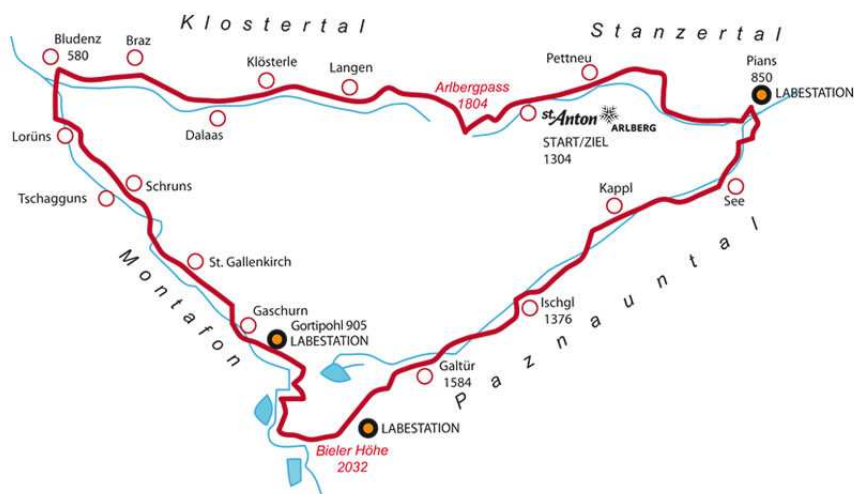 Klostertal
Stanzertal
Bludenz
580
Braz
Klösterle
Langen
Dalaas
Arlbergpass
1804
Pettneu
Pians
850
LABESTATION
St. Anton
ARLBERG
START/ZIEL
1304
Lorüns
Schruns
Tschagguns
Kappl
See
St. Gallenkirch
Montafon
Gaschurn
Gortipohl 905
LABESTATION
Ischgl
1376
Paznauntal
Galtür
1584
LABESTATION
Bieler Höhe
2032